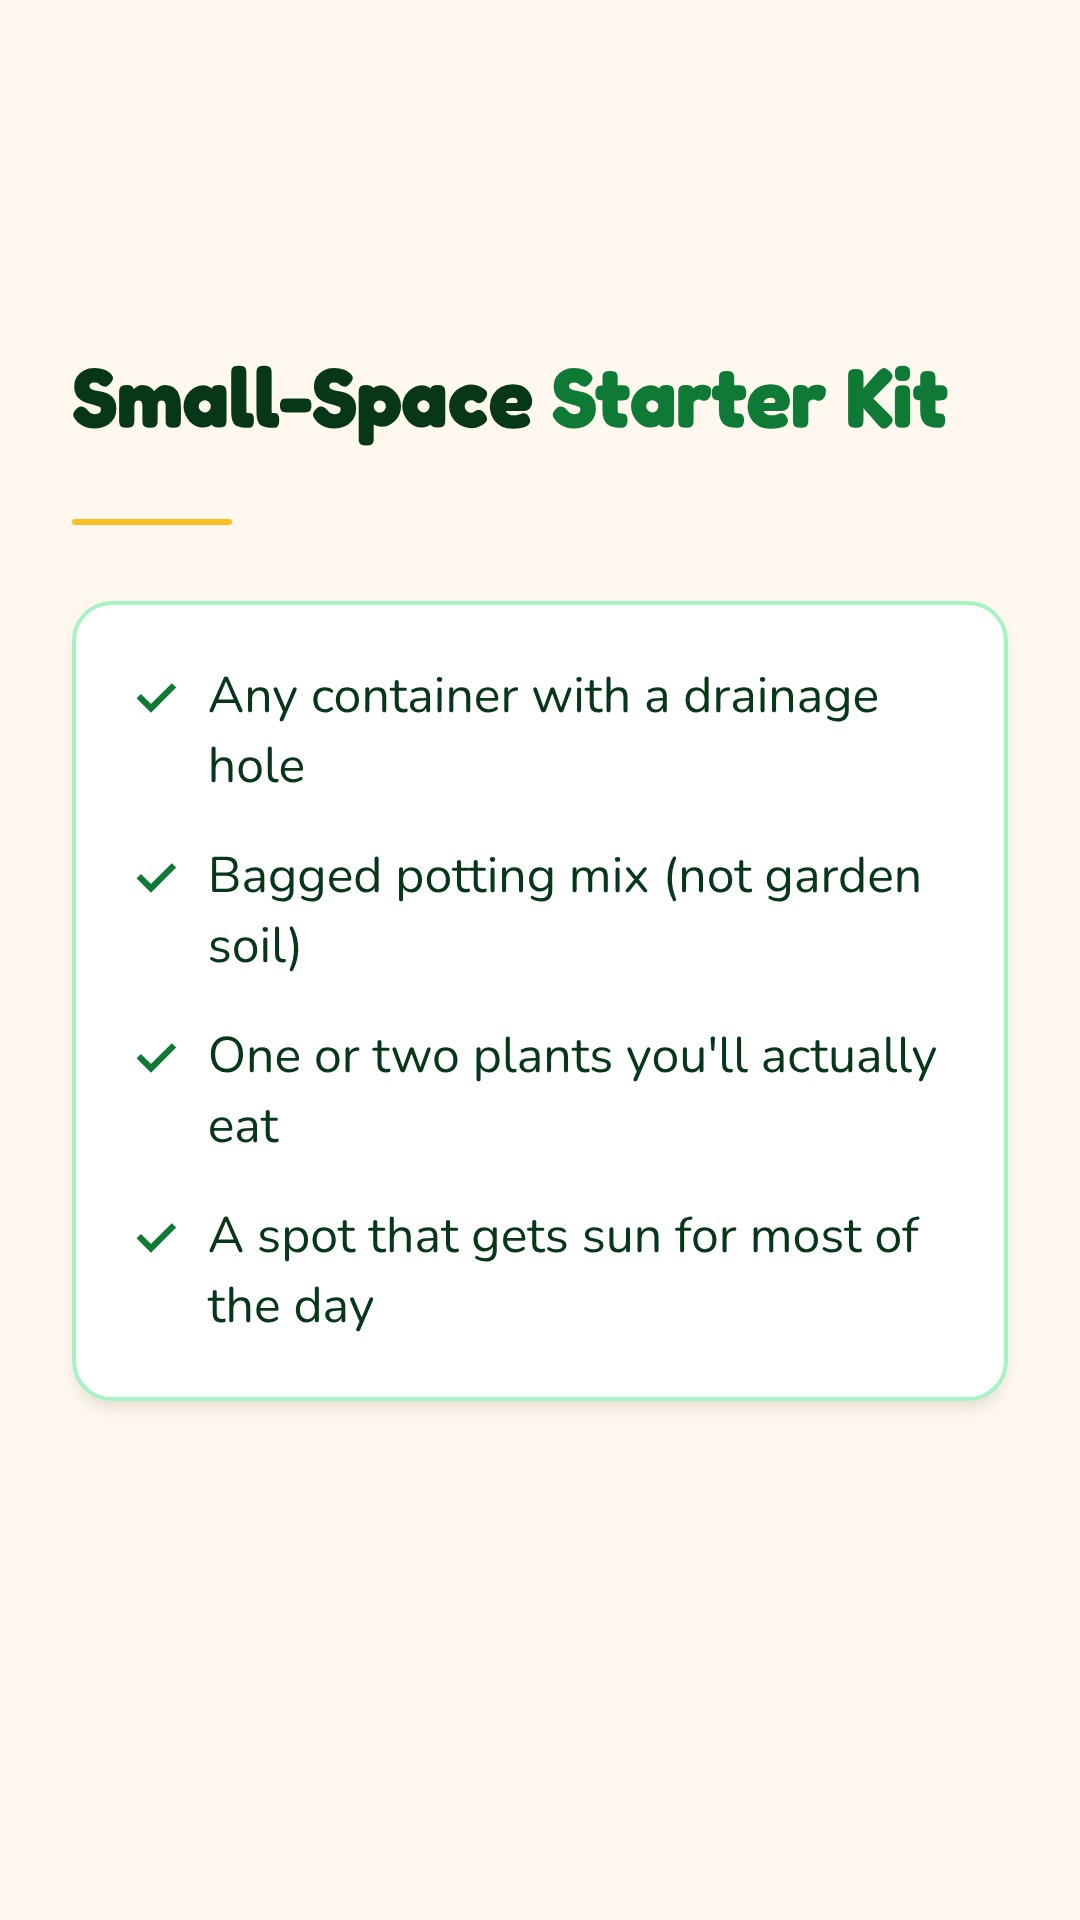 Small-Space Starter Kit
Any container with a drainage
hole
Bagged potting mix (not garden
soil)
One or two plants you'll actually
eat
A spot that gets sun for most of
the day